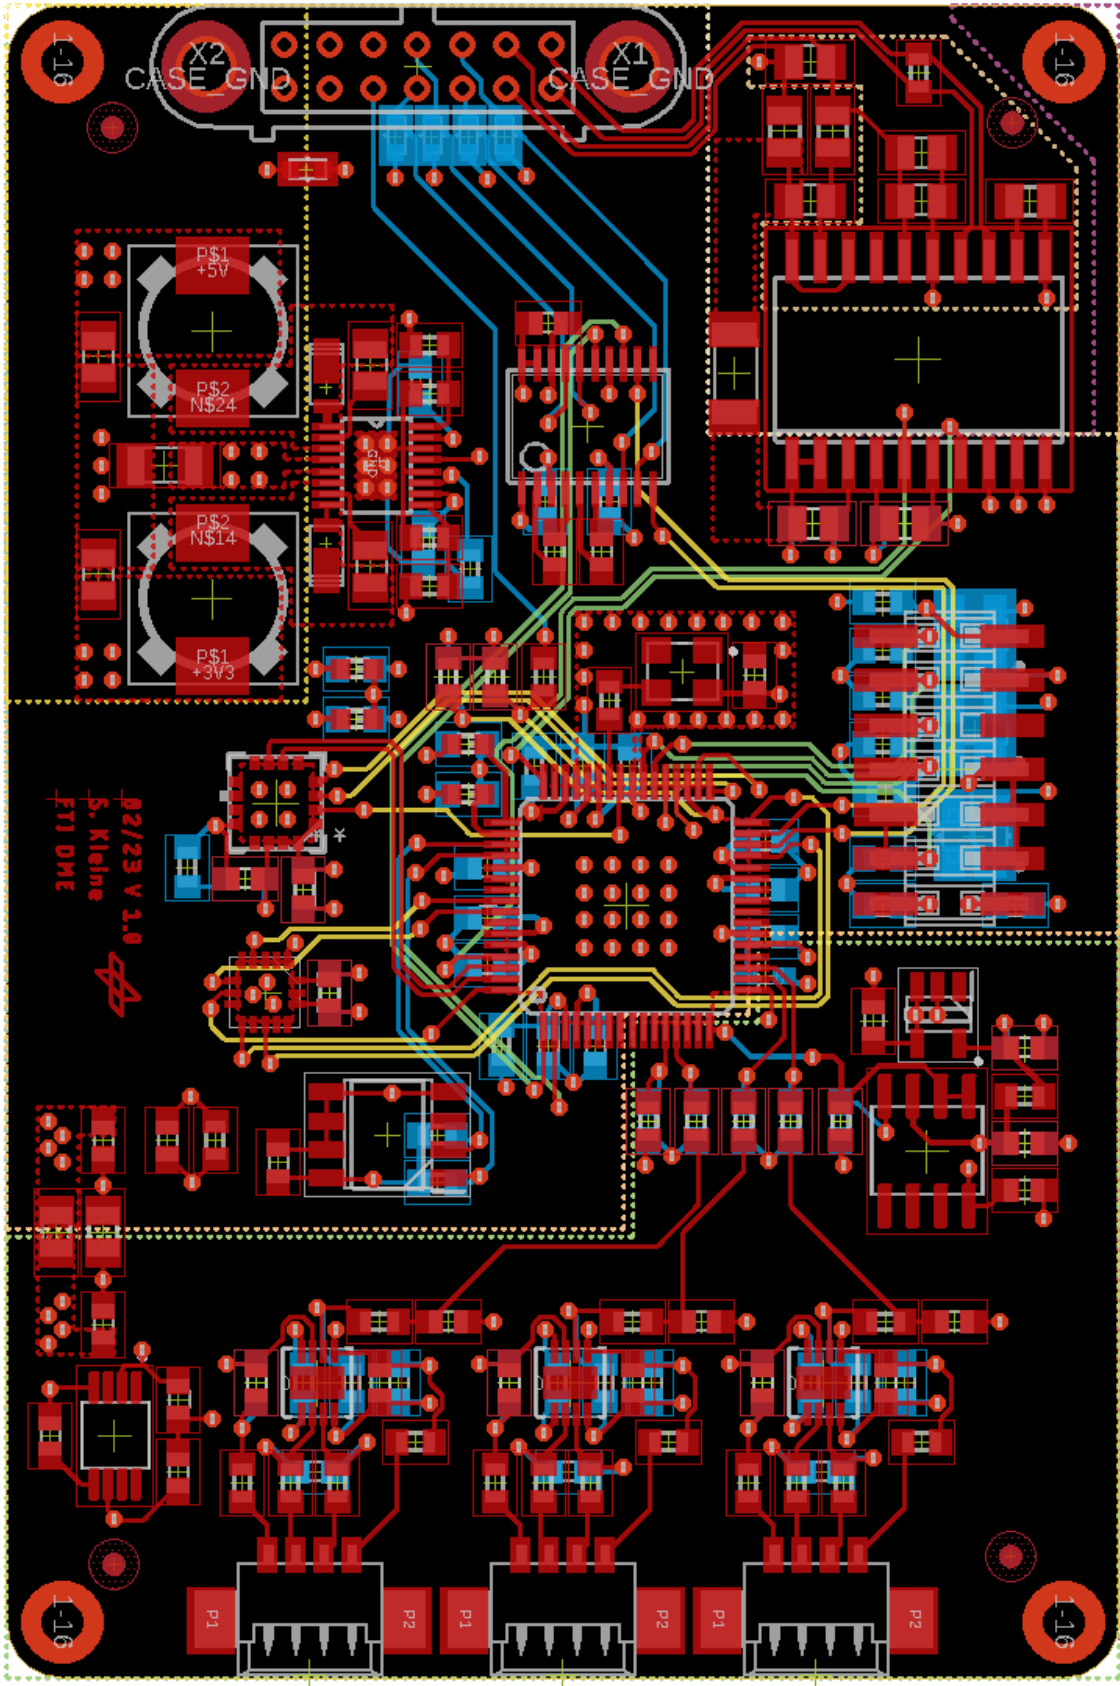 1-16
X2
CASE_GND
X1
CASE_GND
1-16
P$1
+5V
P$2
N$24
GND
P$2
N$14
P$1
+3V3
02/23 V 1.0
S. Kleine
FTI DME
1-16
P1
P2
P1
P2
P1
P2
1-16